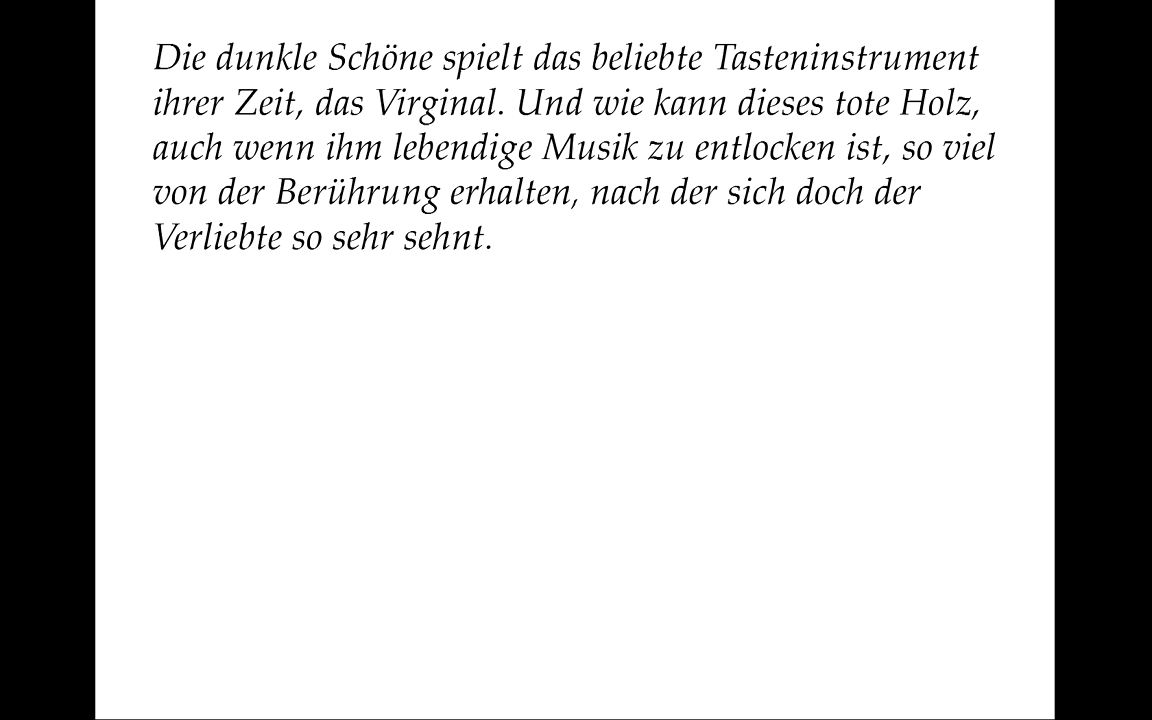 Die dunkle Schöne spielt das beliebte Tasteninstrument
ihrer Zeit, das Virginal. Und wie kann dieses tote Holz,
auch wenn ihm lebendige Musik zu entlocken ist, so viel
von der Berührung erhalten, nach der sich doch der
Verliebte so sehr sehnt.